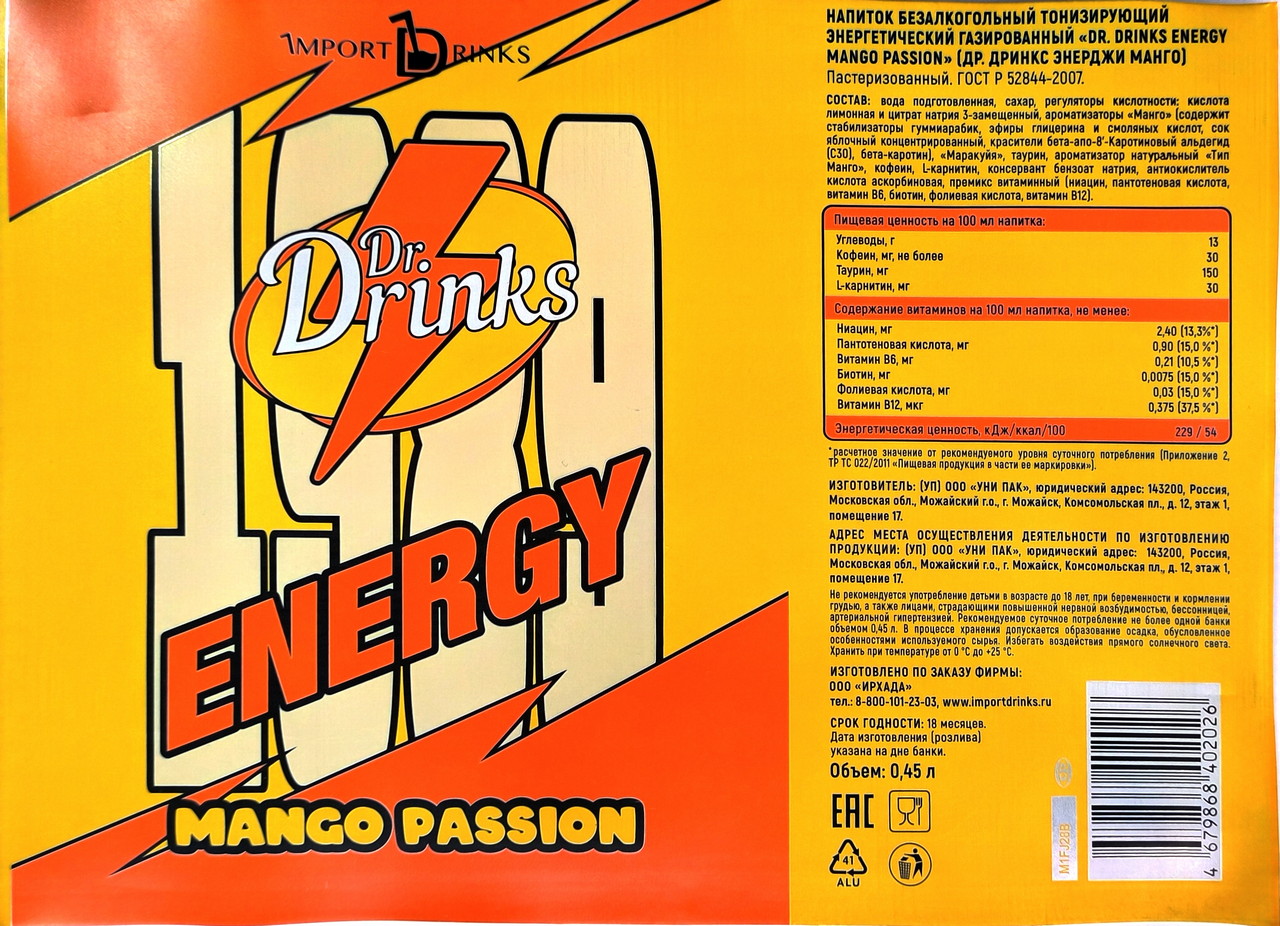 IMPORT DRINKS
1990
Dr.
Drinks
ENERGY
MANGO PASSION
НАПИТОК БЕЗАЛКОГОЛЬНЫЙ ТОНИЗИРУЮЩИЙ
ЭНЕРГЕТИЧЕСКИЙ ГАЗИРОВАННЫЙ «DR. DRINKS ENERGY
MANGO PASSION» (ДР. ДРИНКС ЭНЕРДЖИ МАНГО)
Пастеризованный. ГОСТ Р 52844-2007.
СОСТАВ: вода подготовленная, сахар, регуляторы кислотности: кислота
лимонная и цитрат натрия 3-замещенный, ароматизаторы «Манго» (содержит
стабилизаторы гуммиарабик, эфиры глицерина и смоляных кислот, сок
яблочный концентрированный, красители бета-апо-8'-Каротиновый альдегид
(С30), бета-каротин), «Маракуйя», таурин, ароматизатор натуральный «Тип
Манго», кофеин, L-карнитин, консервант бензоат натрия, антиокислитель
кислота аскорбиновая, премикс витаминный (ниацин, пантотеновая кислота,
витамин В6, биотин, фолиевая кислота, витамин В12).
Пищевая ценность на 100 мл напитка:
Углеводы, г 13
Кофеин, мг, не более 30
Таурин, мг 150
L-карнитин, мг 30
Содержание витаминов на 100 мл напитка, не менее:
Ниацин, мг 2,40 (13,3%*)
Пантотеновая кислота, мг 0,90 (15,0 %*)
Витамин В6, мг 0,21 (10,5 %*)
Биотин, мг 0,0075 (15,0 %*)
Фолиевая кислота, мг 0,03 (15,0 %*)
Витамин В12, мкг 0,375 (37,5 %*)
Энергетическая ценность, кДж/ккал/100 229 / 54
*расчетное значение от рекомендуемого уровня суточного потребления (Приложение 2,
ТР ТС 022/2011 «Пищевая продукция в части ее маркировки»).
ИЗГОТОВИТЕЛЬ: (УП) ООО «УНИ ПАК», юридический адрес: 143200, Россия,
Московская обл., Можайский г.о., г. Можайск, Комсомольская пл., д. 12, этаж 1,
помещение 17.
АДРЕС МЕСТА ОСУЩЕСТВЛЕНИЯ ДЕЯТЕЛЬНОСТИ ПО ИЗГОТОВЛЕНИЮ
ПРОДУКЦИИ: (УП) ООО «УНИ ПАК», юридический адрес: 143200, Россия,
Московская обл., Можайский г.о., г. Можайск, Комсомольская пл., д. 12, этаж 1,
помещение 17.
Не рекомендуется употребление детьми в возрасте до 18 лет, при беременности и кормлении
грудью, а также лицами, страдающими повышенной нервной возбудимостью, бессонницей,
артериальной гипертензией. Рекомендуемое суточное потребление не более одной банки
объемом 0,45 л. В процессе хранения допускается образование осадка, обусловленное
особенностями используемого сырья. Избегать воздействия прямого солнечного света.
Хранить при температуре от 0 °С до +25 °С.
ИЗГОТОВЛЕНО ПО ЗАКАЗУ ФИРМЫ:
ООО «ИРХАДА»
тел.: 8-800-101-23-03, www.importdrinks.ru
СРОК ГОДНОСТИ: 18 месяцев.
Дата изготовления (розлива)
указана на дне банки.
Объем: 0,45 л
EAC
41
ALU
M1FJ28B
4 679868 402026